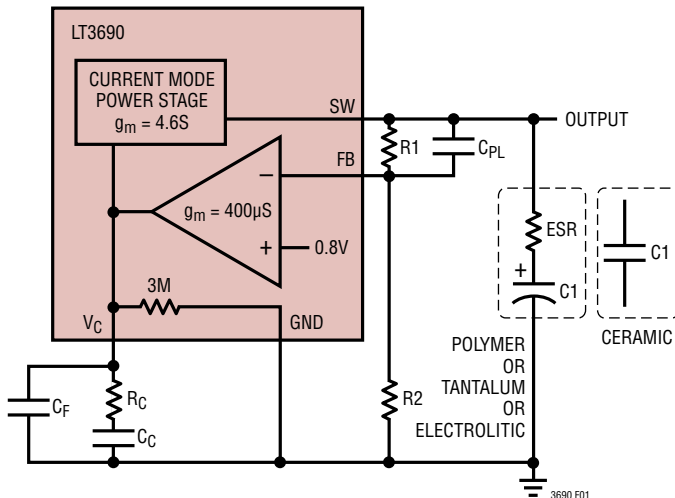 LT3690
CURRENT MODE
POWER STAGE
gm = 4.6S
SW
OUTPUT
R1
CPL
FB
gm = 400µS
–
+
0.8V
ESR
+
C1
C1
3M
VC
GND
CERAMIC
POLYMER
OR
TANTALUM
OR
ELECTROLITIC
CF
RC
CC
R2
3690 F01